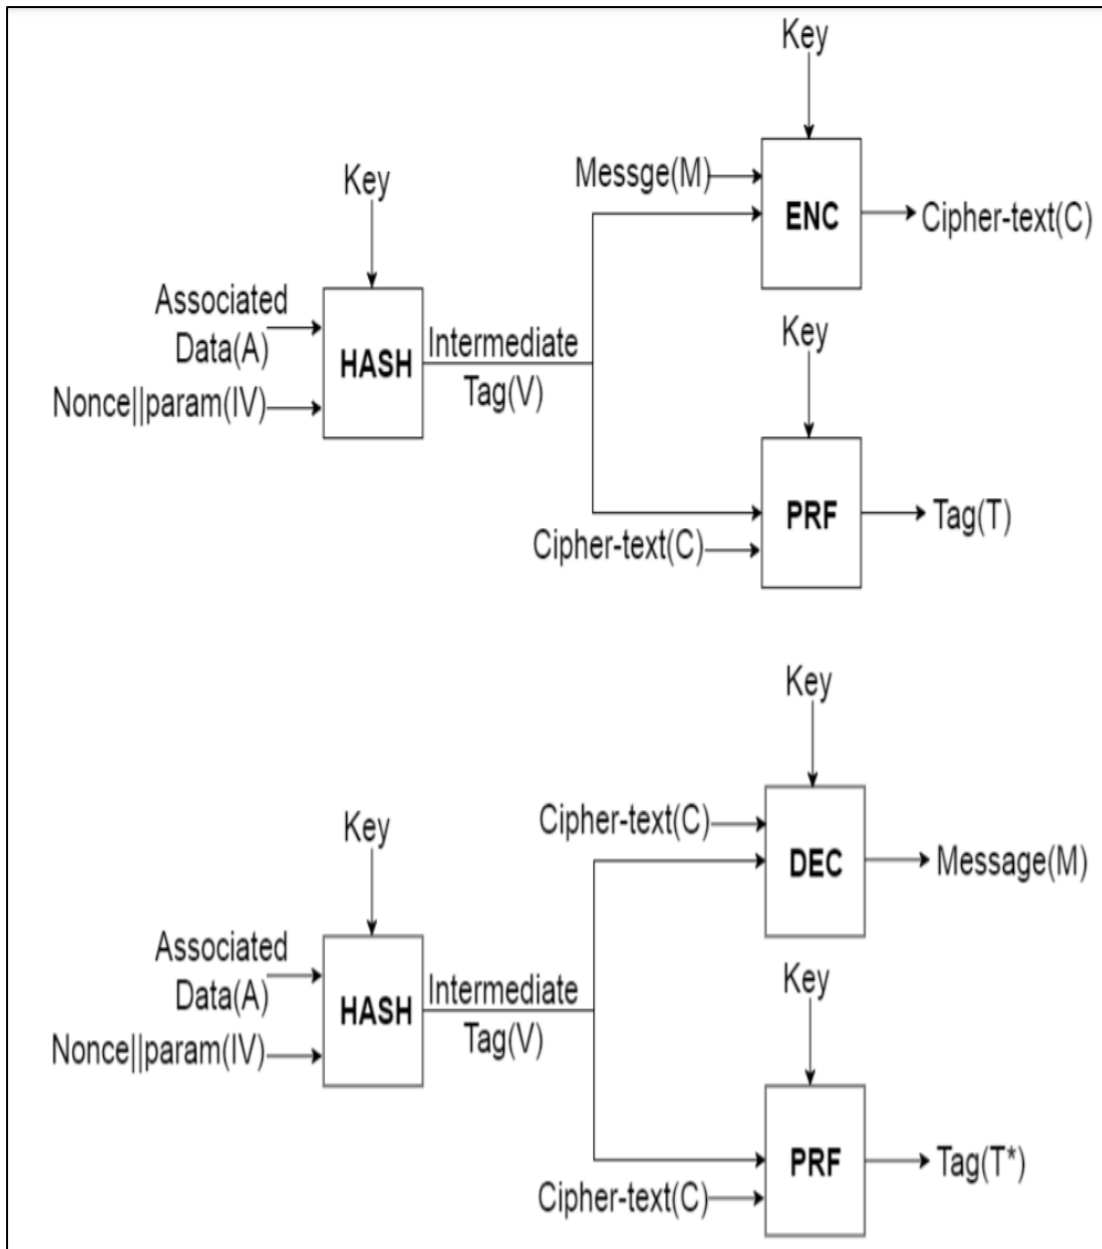 Key
Messge(M)
ENC
Cipher-text(C)
Key
Associated
Data(A)
Nonce||param(IV)
HASH
Intermediate
Tag(V)
Key
PRF
Tag(T)
Cipher-text(C)
Key
Cipher-text(C)
DEC
Message(M)
Key
Associated
Data(A)
Nonce||param(IV)
HASH
Intermediate
Tag(V)
Key
PRF
Tag(T*)
Cipher-text(C)